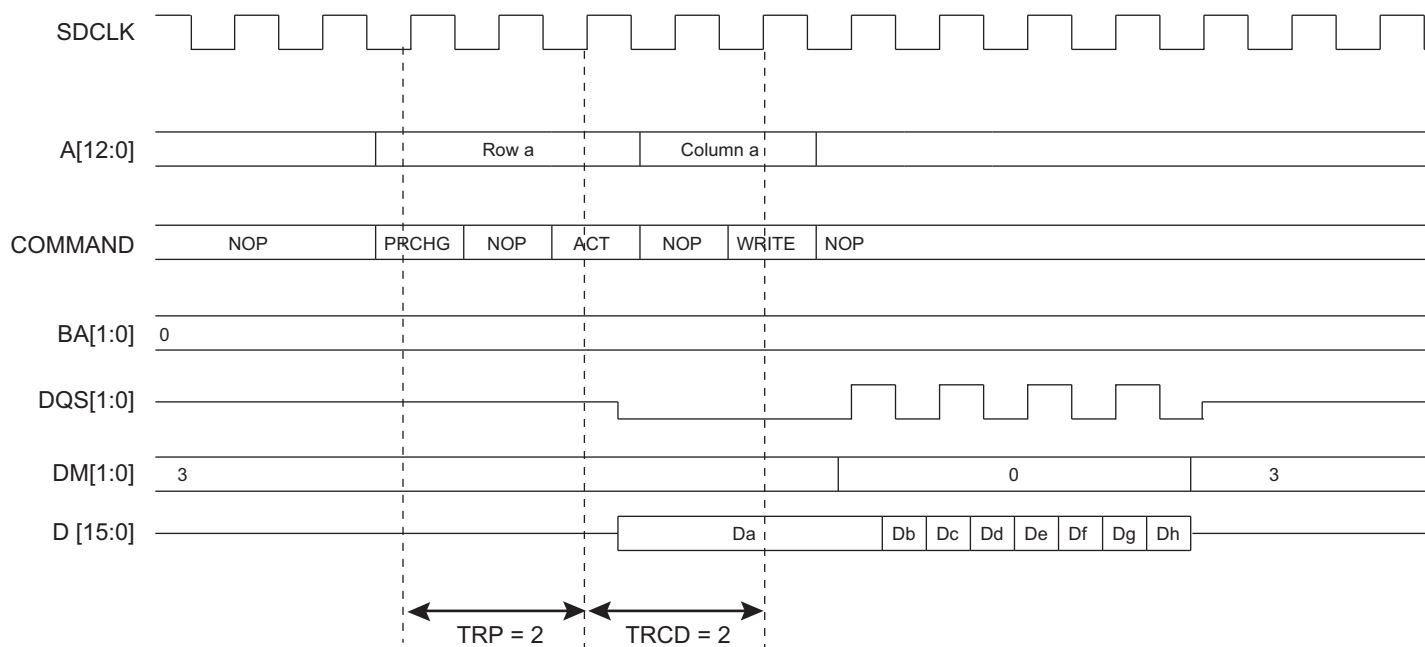 SDCLK
A[12:0] Row a Column a
COMMAND NOP PRCHG NOP ACT NOP WRITE NOP
BA[1:0] 0
DQS[1:0]
DM[1:0] 3 0 3
D [15:0] Da Db Dc Dd De Df Dg Dh
TRP = 2 TRCD = 2